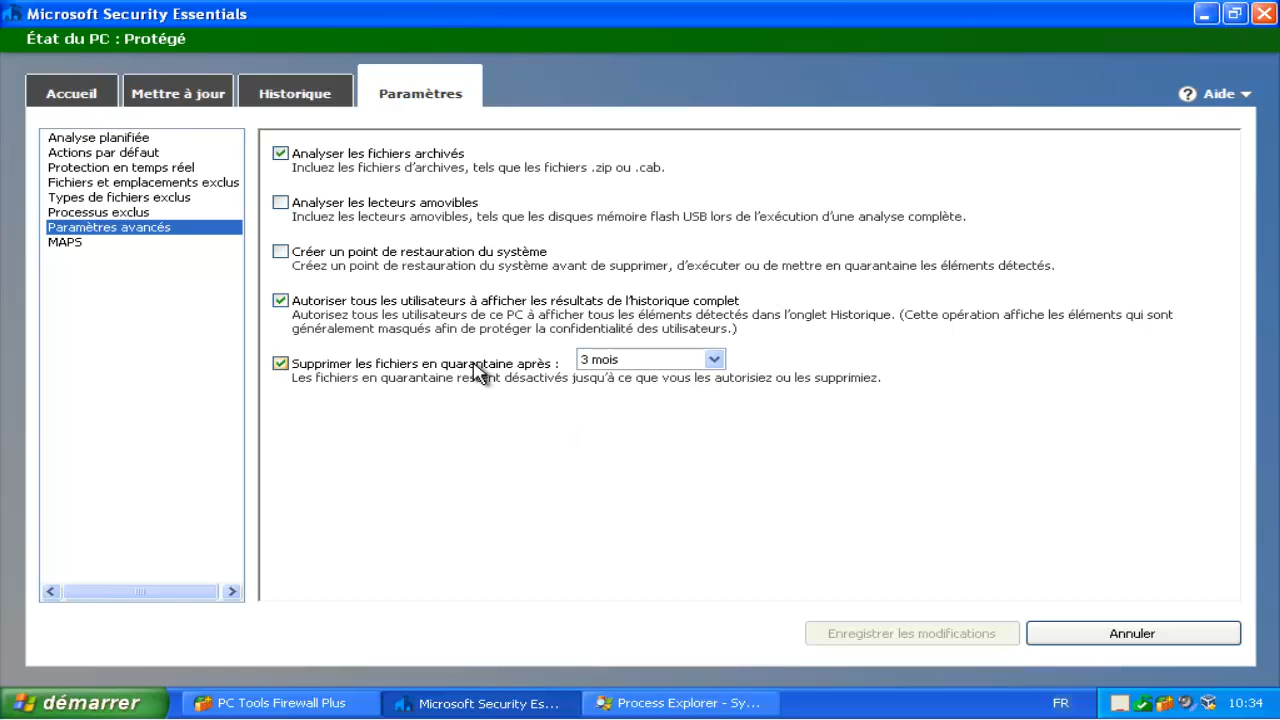 Microsoft Security Essentials
État du PC : Protégé
Accueil
Mettre à jour
Historique
Paramètres
Aide
Analyse planifiée
Actions par défaut
Protection en temps réel
Fichiers et emplacements exclus
Types de fichiers exclus
Processus exclus
Paramètres avancés
MAPS
Analyser les fichiers archivés
Incluez les fichiers d'archives, tels que les fichiers .zip ou .cab.
Analyser les lecteurs amovibles
Incluez les lecteurs amovibles, tels que les disques mémoire flash USB lors de l'exécution d'une analyse complète.
Créer un point de restauration du système
Créez un point de restauration du système avant de supprimer, d'exécuter ou de mettre en quarantaine les éléments détectés.
Autoriser tous les utilisateurs à afficher les résultats de l'historique complet
Autorisez tous les utilisateurs de ce PC à afficher tous les éléments détectés dans l'onglet Historique. (Cette opération affiche les éléments qui sont
généralement masqués afin de protéger la confidentialité des utilisateurs.)
Supprimer les fichiers en quarantaine après :
3 mois
Les fichiers en quarantaine restent désactivés jusqu'à ce que vous les autorisiez ou les supprimiez.
Enregistrer les modifications
Annuler
démarrer
PC Tools Firewall Plus
Microsoft Security Es...
Process Explorer - Sy...
FR
10:34